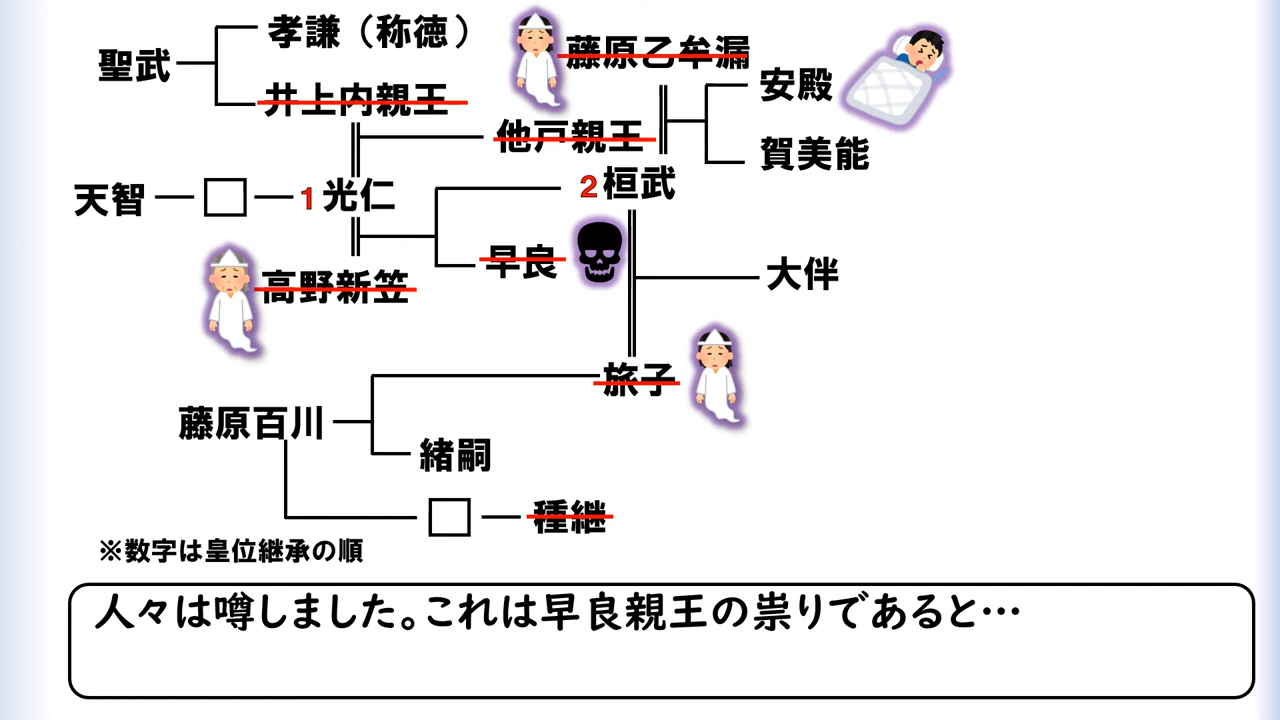 孝謙（称徳）
聖武
井上内親王
藤原乙牟漏
安殿
他戸親王
賀美能
天智
1 光仁
2 桓武
早良
高野新笠
大伴
旅子
藤原百川
緒嗣
種継
※数字は皇位継承の順
人々は噂しました。これは早良親王の祟りであると…